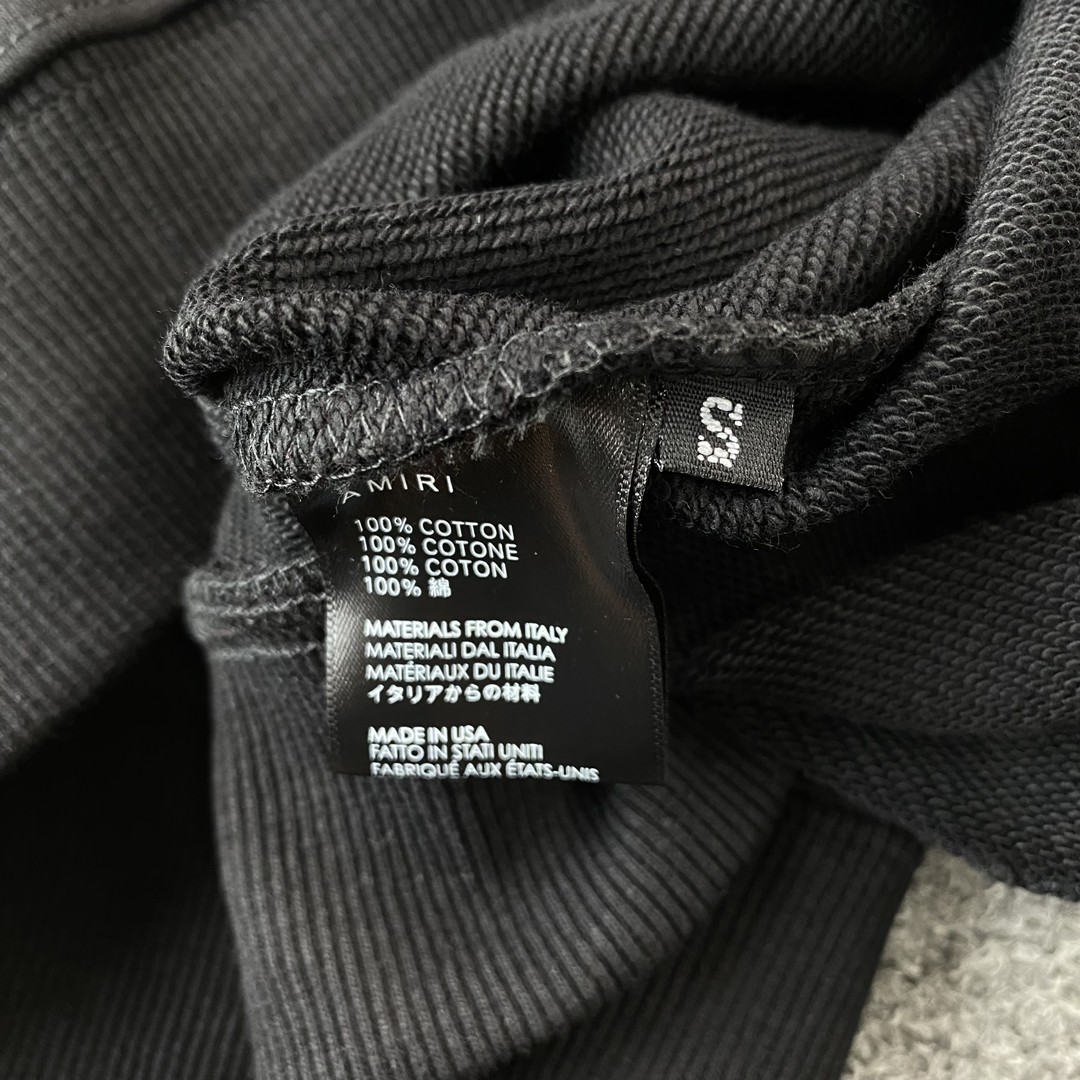 AMIRI
S
100% COTTON
100% COTONE
100% COTON
100% 綿
MATERIALS FROM ITALY
MATERIALI DAL ITALIA
MATÉRIAUX DU ITALIE
イタリアからの材料
MADE IN USA
FATTO IN STATI UNITI
FABRIQUÉ AUX ÉTATS-UNIS